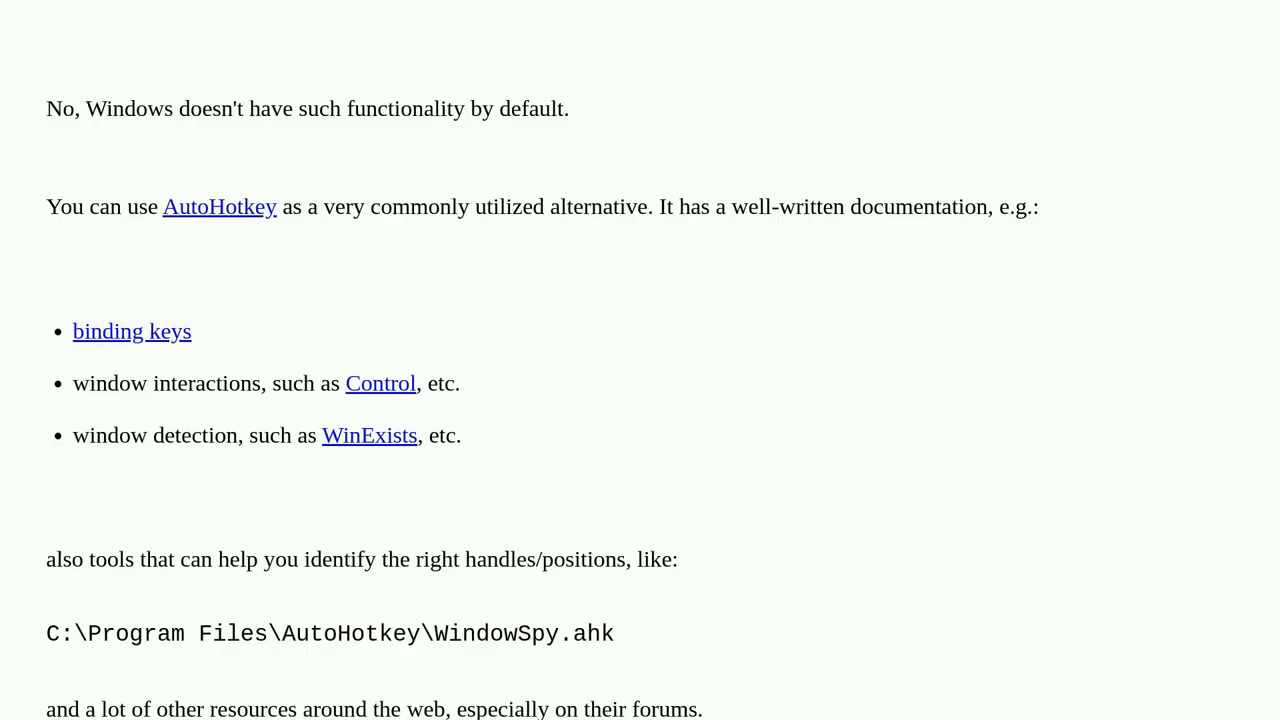 No, Windows doesn't have such functionality by default.
You can use AutoHotkey as a very commonly utilized alternative. It has a well-written documentation, e.g.:
• binding keys
• window interactions, such as Control, etc.
• window detection, such as WinExists, etc.
also tools that can help you identify the right handles/positions, like:
C:\Program Files\AutoHotkey\WindowSpy.ahk
and a lot of other resources around the web, especially on their forums.